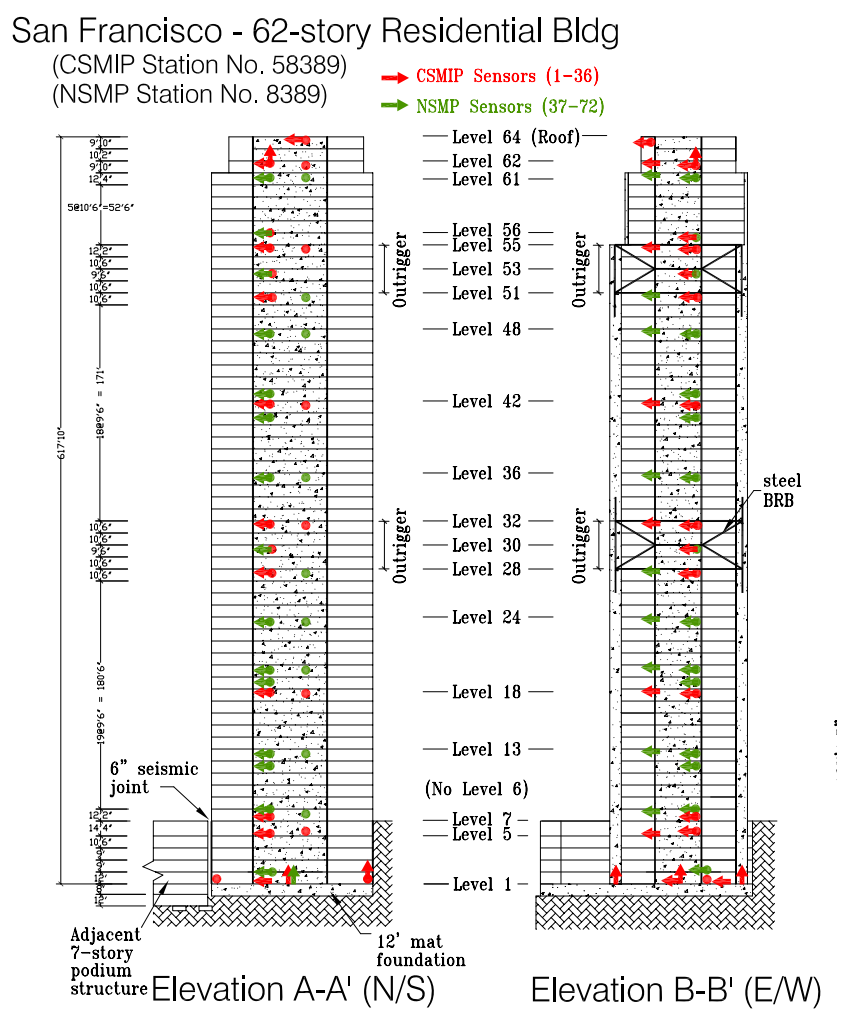 San Francisco - 62-story Residential Bldg
(CSMIP Station No. 58389)
(NSMP Station No. 8389)
CSMIP Sensors (1-36)
NSMP Sensors (37-72)
Level 64 (Roof)
Level 62
Level 61
Level 56
Level 55
Level 53
Level 51
Level 48
Level 42
Level 36
Level 32
Level 30
Level 28
Level 24
Level 18
Level 13
(No Level 6)
Level 7
Level 5
Level 1
9'10"
10'2"
9'10"
12'4"
5@10'6"=52'6"
12'2"
10'6"
9'6"
10'6"
10'6"
18@9'6" = 171'
617'10"
10'6"
10'6"
9'6"
10'6"
10'6"
19@9'6" = 180'6"
12'2"
14'4"
10'6"
Outrigger
Outrigger
Outrigger
Outrigger
steel
BRB
6" seismic
joint
Adjacent
7-story
podium
structure
12' mat
foundation
Elevation A-A' (N/S)
Elevation B-B' (E/W)